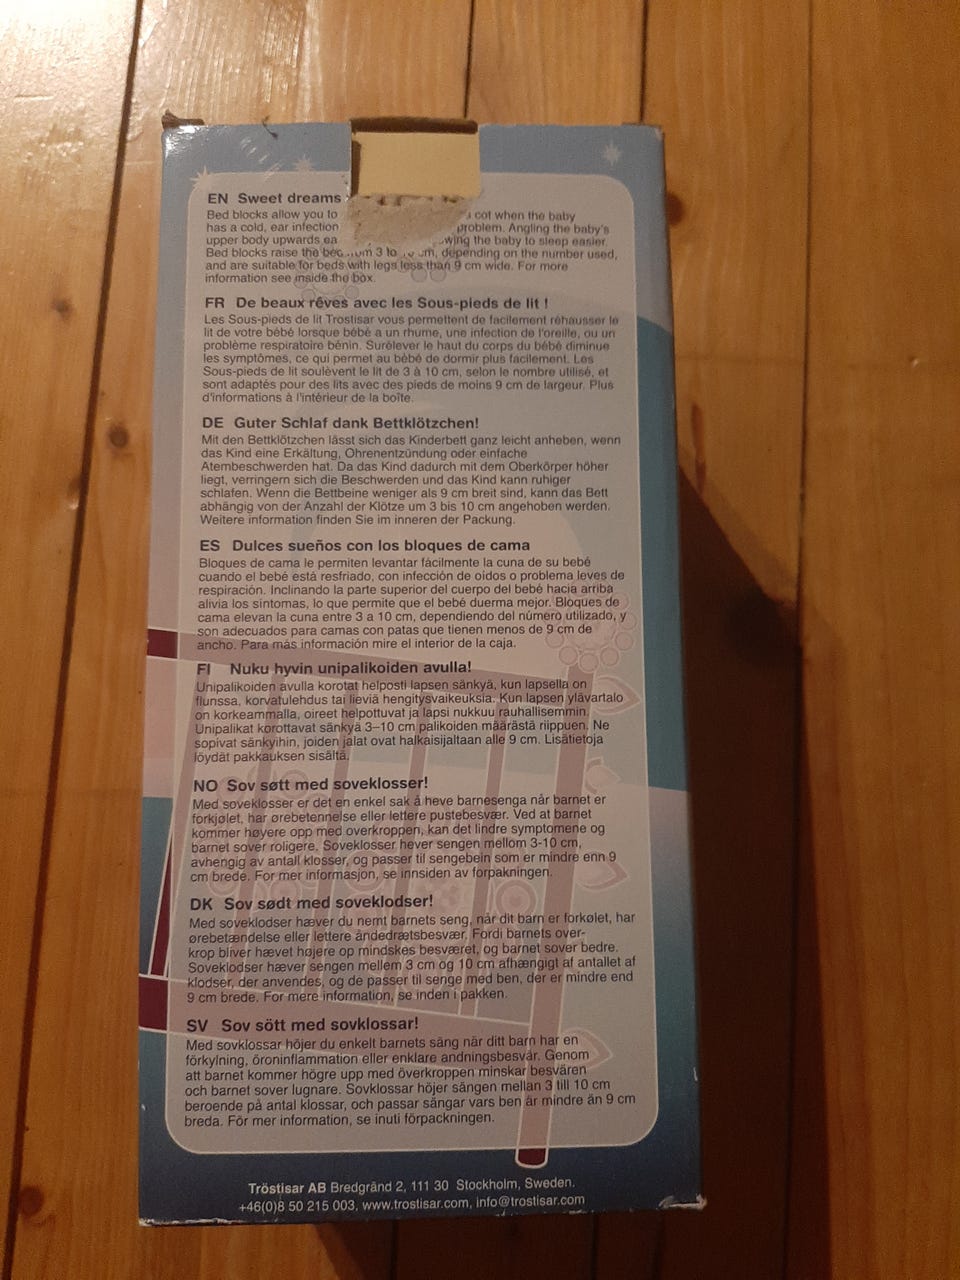 EN Sweet dreams
Bed blocks allow you to cot when the baby
has a cold, ear infection problem. Angling the baby's
upper body upwards the baby to sleep easier.
Bed blocks raise the 3 to cm, depending on the number used,
and are suitable for beds with legs less than 9 cm wide. For more
information see inside the box.
FR De beaux rêves avec les Sous-pieds de lit !
Les Sous-pieds de lit Trostisar vous permettent de facilement réhausser le
lit de votre bébé lorsque bébé a un rhume, une infection de l'oreille, ou un
problème respiratoire bénin. Surélever le haut du corps du bébé diminue
les symptômes, ce qui permet au bébé de dormir plus facilement. Les
Sous-pieds de lit soulèvent le lit de 3 à 10 cm, selon le nombre utilisé, et
sont adaptés pour des lits avec des pieds de moins 9 cm de largeur. Plus
d'informations à l'intérieur de la boîte.
DE Guter Schlaf dank Bettklötzchen!
Mit den Bettklötzchen lässt sich das Kinderbett ganz leicht anheben, wenn
das Kind eine Erkältung, Ohrenentzündung oder einfache
Atembeschwerden hat. Da das Kind dadurch mit dem Oberkörper höher
liegt, verringern sich die Beschwerden und das Kind kann ruhiger
schlafen. Wenn die Bettbeine weniger als 9 cm breit sind, kann das Bett
abhängig von der Anzahl der Klötze um 3 bis 10 cm angehoben werden.
Weitere information finden Sie im inneren der Packung.
ES Dulces sueños con los bloques de cama
Bloques de cama le permiten levantar fácilmente la cuna de su bebé
cuando el bebé está resfriado, con infección de oidos o problema leves de
respiración. Inclinando la parte superior del cuerpo del bebé hacia arriba
alivia los sintomas, lo que permite que el bebé duerma mejor. Bloques de
cama elevan la cuna entre 3 a 10 cm, dependiendo del número utilizado, y
son adecuados para camas con patas que tienen menos de 9 cm de
ancho. Para más información mire el interior de la caja.
FI Nuku hyvin unipalikoiden avulla!
Unipalikoiden avulla korotat helposti lapsen sänkyä, kun lapsella on
flunssa, korvatulehdus tai lieviä hengitysvaikeuksia. Kun lapsen ylävartalo
on korkeammalla, oireet helpottuvat ja lapsi nukkuu rauhallisemmin.
Unipalikat korottavat sänkyä 3–10 cm palikoiden määrästä riippuen. Ne
sopivat sänkyihin, joiden jalat ovat halkaisijaltaan alle 9 cm. Lisätietoja
löydät pakkauksen sisältä.
NO Sov søtt med soveklosser!
Med soveklosser er det en enkel sak å heve barnesenga når barnet er
forkjølet, har ørebetennelse eller lettere pustebesvær. Ved at barnet
kommer høyere opp med overkroppen, kan det lindre symptomene og
barnet sover roligere. Soveklosser hever sengen mellom 3-10 cm,
avhengig av antall klosser, og passer til sengebein som er mindre enn 9
cm brede. For mer informasjon, se innsiden av forpakningen.
DK Sov sødt med soveklodser!
Med soveklodser hæver du nemt barnets seng, når dit barn er forkølet, har
ørebetændelse eller lettere åndedrætsbesvær. Fordi barnets over-
krop bliver hævet højere op mindskes besværet, og barnet sover bedre.
Soveklodser hæver sengen mellem 3 cm og 10 cm afhængigt af antallet af
klodser, der anvendes, og de passer til senge med ben, der er mindre end
9 cm brede. For mere information, se inden i pakken.
SV Sov sött med sovklossar!
Med sovklossar höjer du enkelt barnets säng när ditt barn har en
förkylning, öroninflammation eller enklare andningsbesvär. Genom
att barnet kommer högre upp med överkroppen minskar besvären
och barnet sover lugnare. Sovklossar höjer sängen mellan 3 till 10 cm
beroende på antal klossar, och passar sängar vars ben är mindre än 9 cm
breda. För mer information, se inuti förpackningen.
Tröstisar AB Bredgränd 2, 111 30 Stockholm, Sweden.
+46(0)8 50 215 003, www.trostisar.com, info@trostisar.com